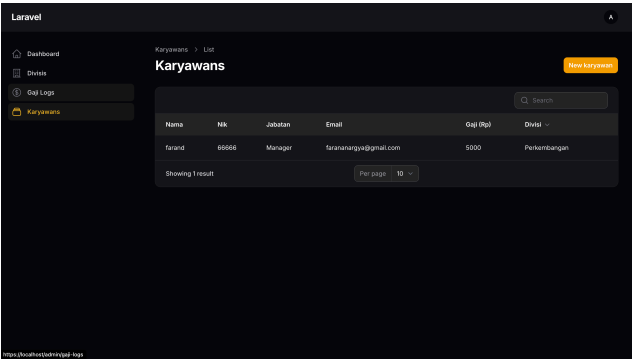 Laravel
A
Dashboard
Divisis
Gaji Logs
Karyawans
Karyawans > List
Karyawans
New karyawan
Search
Nama Nik Jabatan Email Gaji (Rp) Divisi
farand 66666 Manager farananargya@gmail.com 5000 Perkembangan
Showing 1 result
Per page 10
https://localhost/admin/gaji-logs